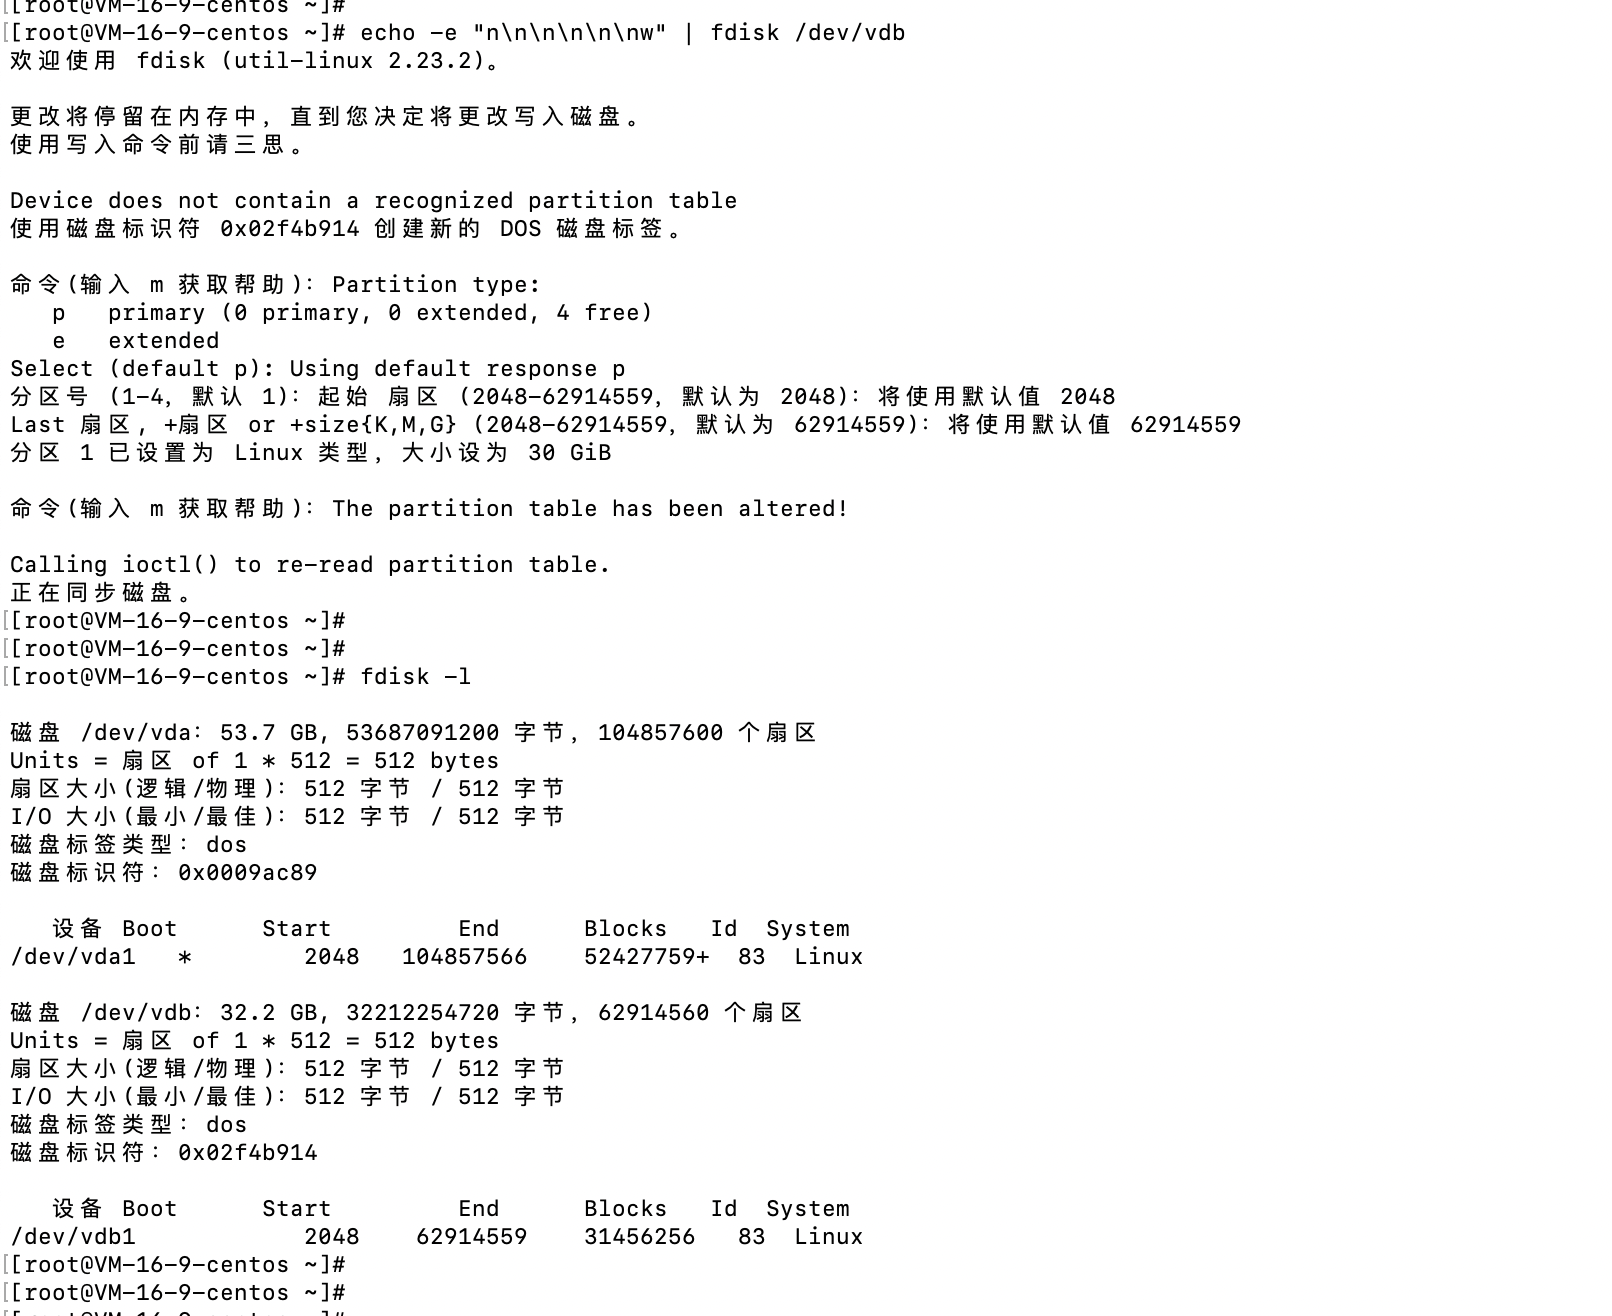 [[root@VM-16-9-centos ~]#
[[root@VM-16-9-centos ~]# echo -e "n\n\n\n\n\nw" | fdisk /dev/vdb
欢迎使用 fdisk (util-linux 2.23.2)。
更改将停留在内存中，直到您决定将更改写入磁盘。
使用写入命令前请三思。
Device does not contain a recognized partition table
使用磁盘标识符 0x02f4b914 创建新的 DOS 磁盘标签。
命令(输入 m 获取帮助)：Partition type:
   p   primary (0 primary, 0 extended, 4 free)
   e   extended
Select (default p): Using default response p
分区号 (1-4，默认 1)：起始 扇区 (2048-62914559，默认为 2048)：将使用默认值 2048
Last 扇区, +扇区 or +size{K,M,G} (2048-62914559，默认为 62914559)：将使用默认值 62914559
分区 1 已设置为 Linux 类型，大小设为 30 GiB
命令(输入 m 获取帮助)：The partition table has been altered!
Calling ioctl() to re-read partition table.
正在同步磁盘。
[[root@VM-16-9-centos ~]#
[[root@VM-16-9-centos ~]#
[[root@VM-16-9-centos ~]# fdisk -l
磁盘 /dev/vda：53.7 GB, 53687091200 字节，104857600 个扇区
Units = 扇区 of 1 * 512 = 512 bytes
扇区大小(逻辑/物理)：512 字节 / 512 字节
I/O 大小(最小/最佳)：512 字节 / 512 字节
磁盘标签类型：dos
磁盘标识符：0x0009ac89
   设备 Boot      Start         End      Blocks   Id  System
/dev/vda1   *        2048   104857566    52427759+  83  Linux
磁盘 /dev/vdb：32.2 GB, 32212254720 字节，62914560 个扇区
Units = 扇区 of 1 * 512 = 512 bytes
扇区大小(逻辑/物理)：512 字节 / 512 字节
I/O 大小(最小/最佳)：512 字节 / 512 字节
磁盘标签类型：dos
磁盘标识符：0x02f4b914
   设备 Boot      Start         End      Blocks   Id  System
/dev/vdb1            2048    62914559    31456256   83  Linux
[[root@VM-16-9-centos ~]#
[[root@VM-16-9-centos ~]#